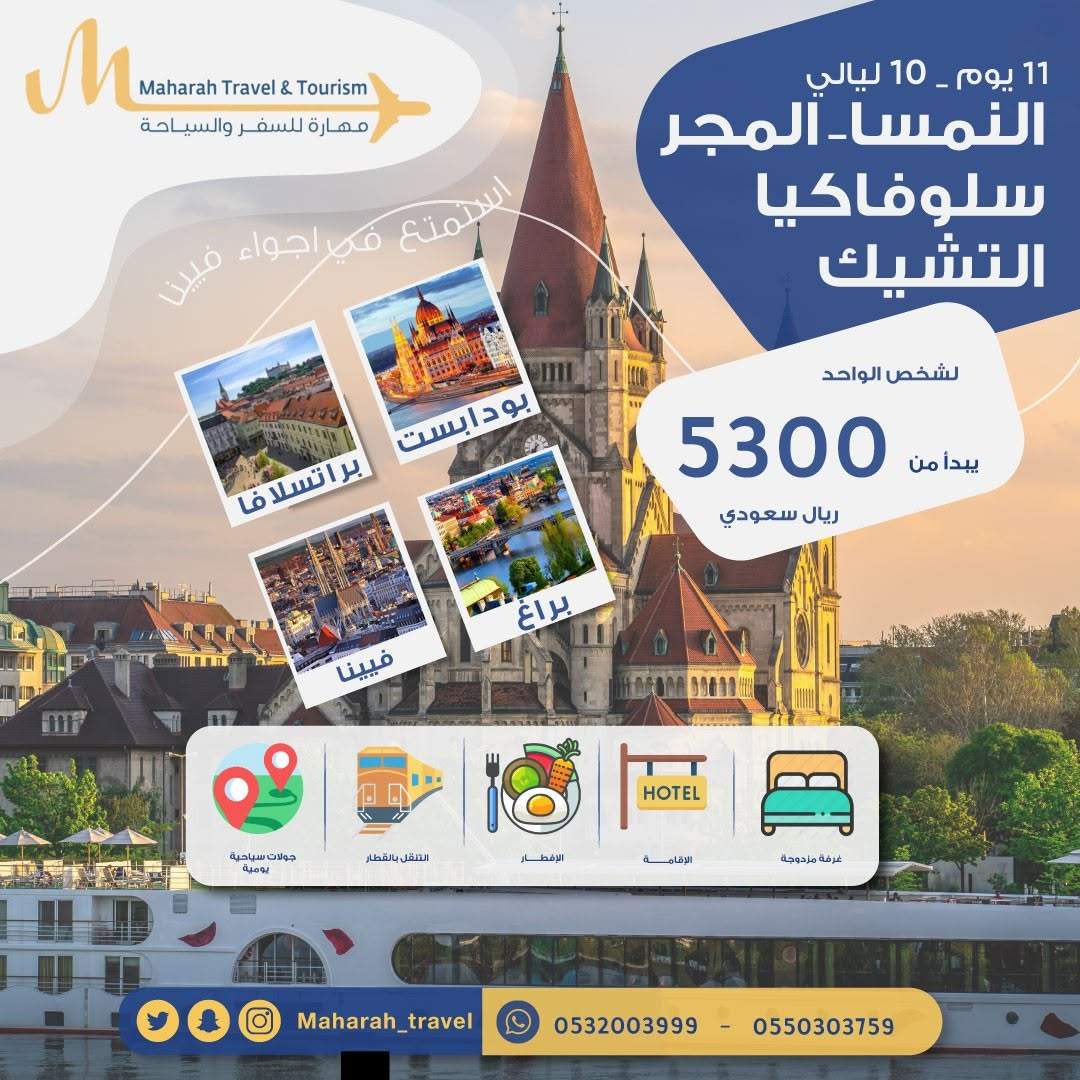 Maharah Travel & Tourism
مهارة للسفر والسياحة
11 يوم _ 10 ليالي
النمسا-المجر
سلوفاكيا
التشيك
استمتع في اجواء فيينا
لشخص الواحد
يبدأ من 5300
ريال سعودي
بودابست
براتسلافا
براغ
فيينا
HOTEL
غرفة مزدوجة
الإقامة
الإفطار
التنقل بالقطار
جولات سياحية
يومية
Maharah_travel
0532003999 - 0550303759